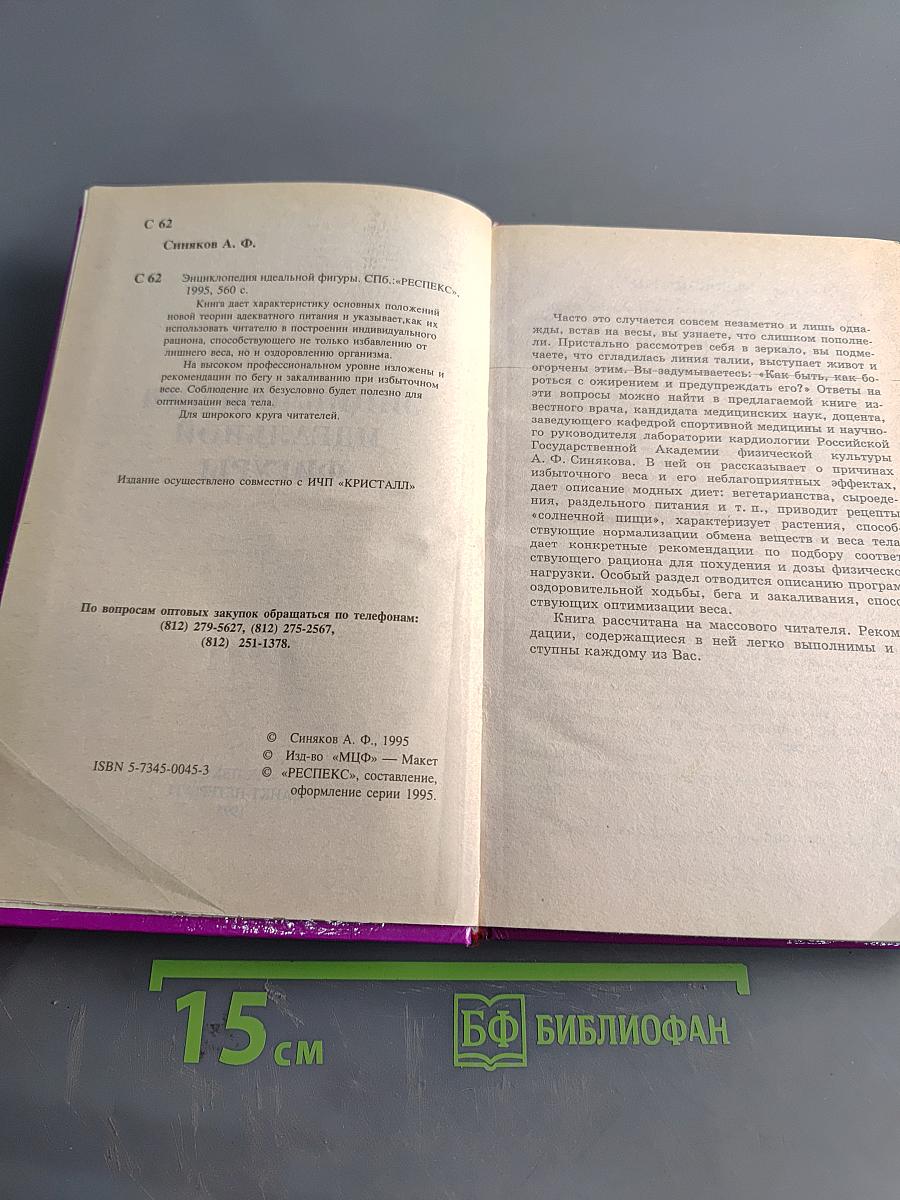 С 62
Синяков А. Ф.
С 62 Энциклопедия идеальной фигуры. СПб.:«РЕСПЕКС»,
1995, 560 с.
Книга дает характеристику основных положений
новой теории адекватного питания и указывает,как их
использовать читателю в построении индивидуального
рациона, способствующего не только избавлению от
лишнего веса, но и оздоровлению организма.
На высоком профессиональном уровне изложены и
рекомендации по бегу и закаливанию при избыточном
весе. Соблюдение их безусловно будет полезно для
оптимизации веса тела.
Для широкого круга читателей.
Издание осуществлено совместно с ИЧП «КРИСТАЛЛ»
По вопросам оптовых закупок обращаться по телефонам:
(812) 279-5627, (812) 275-2567,
(812) 251-1378.
© Синяков А. Ф., 1995
© Изд-во «МЦФ» — Макет
ISBN 5-7345-0045-3
© «РЕСПЕКС», составление,
оформление серии 1995.
Часто это случается совсем незаметно и лишь одна-
жды, встав на весы, вы узнаете, что слишком пополне-
ли. Пристально рассмотрев себя в зеркало, вы подме-
чаете, что сгладилась линия талии, выступает живот и
огорчены этим. Вы задумываетесь: «Как быть, как бо-
роться с ожирением и предупреждать его?» Ответы на
эти вопросы можно найти в предлагаемой книге из-
вестного врача, кандидата медицинских наук, доцента,
заведующего кафедрой спортивной медицины и научно-
го руководителя лаборатории кардиологии Российской
Государственной Академии физической культуры
А. Ф. Синякова. В ней он рассказывает о причинах
избыточного веса и его неблагоприятных эффектах,
дает описание модных диет: вегетарианства, сыроеде-
ния, раздельного питания и т. п., приводит рецепты
«солнечной пищи», характеризует растения, способ-
ствующие нормализации обмена веществ и веса тела
дает конкретные рекомендации по подбору соответ
ствующего рациона для похудения и дозы физическо
нагрузки. Особый раздел отводится описанию програм
оздоровительной ходьбы, бега и закаливания, спосо
ствующих оптимизации веса.
Книга рассчитана на массового читателя. Реком
дации, содержащиеся в ней легко выполнимы и
ступны каждому из Вас.
15 см
БФ БИБЛИОФАН